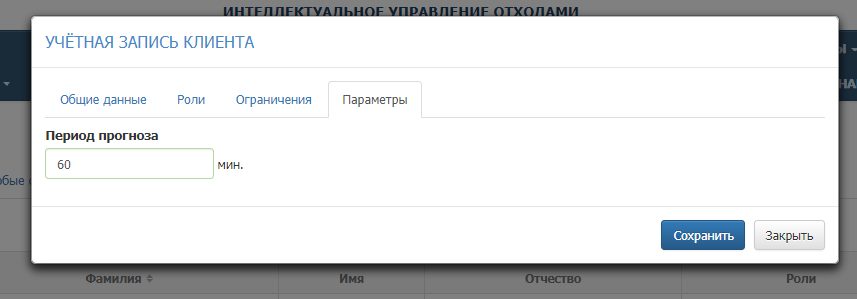 ИНТЕЛЛЕКТУАЛЬНОЕ УПРАВЛЕНИЕ ОТХОДАМИ
УЧЁТНАЯ ЗАПИСЬ КЛИЕНТА
Общие данные Роли Ограничения Параметры
Период прогноза
60 мин.
Сохранить Закрыть
Фамилия Имя Отчество Роли